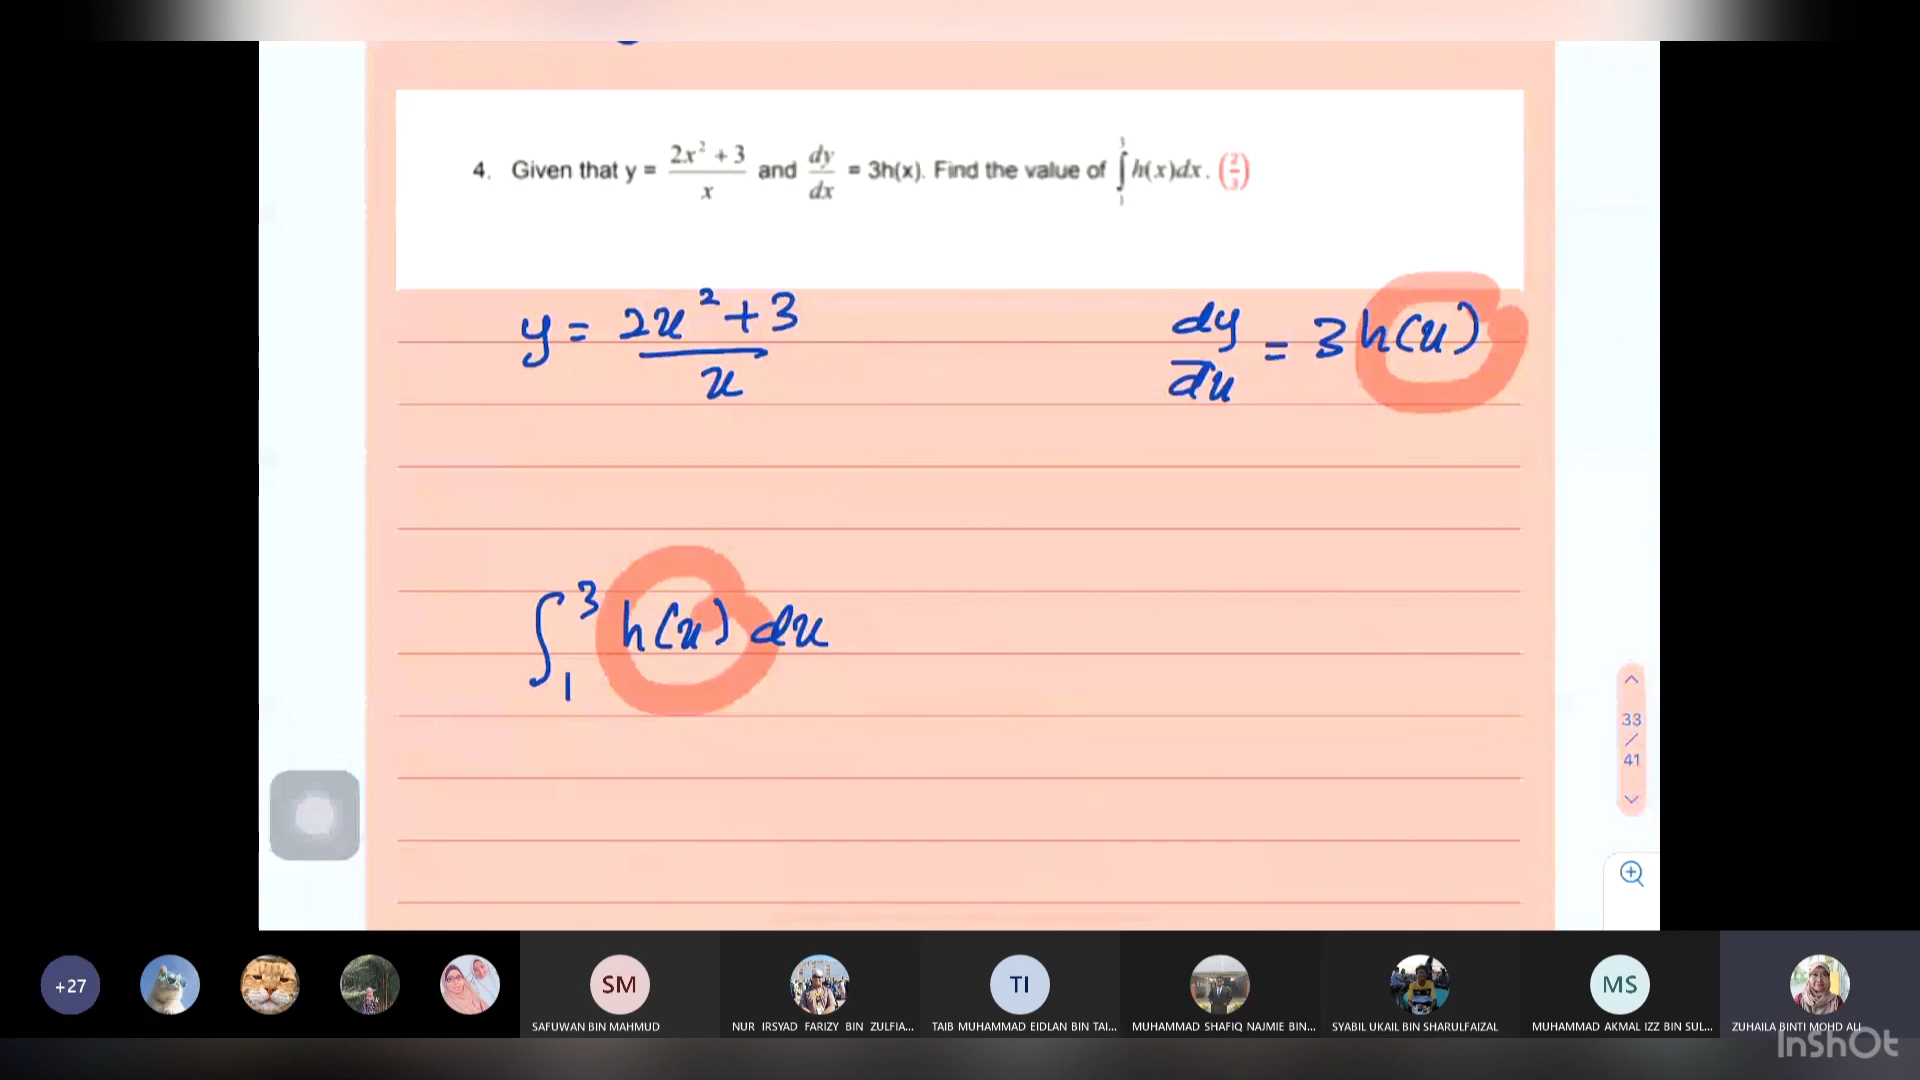 4. Given that y = (2x² + 3)/x and dy/dx = 3h(x). Find the value of ∫₁³ h(x)dx. (2/3)
y = (2x² + 3)/x
dy/dx = 3 h(x)
∫₁³ h(x) dx
33
/
41
+27
SM
TI
MS
SAFUWAN BIN MAHMUD
NUR IRSYAD FARIZY BIN ZULFIA...
TAIB MUHAMMAD EIDLAN BIN TAI...
MUHAMMAD SHAFIQ NAJMIE BIN...
SYABIL UKAIL BIN SHARULFAIZAL
MUHAMMAD AKMAL IZZ BIN SUL...
ZUHAILA BINTI MOHD ALI
InShOt